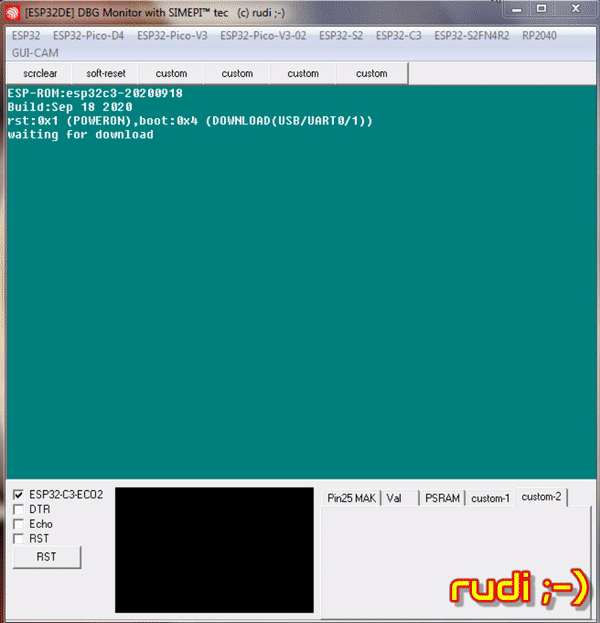 [ESP32DE] DBG Monitor with SIMEPI™ tec (c) rudi ;-)
ESP32 ESP32-Pico-D4 ESP32-Pico-V3 ESP32-Pico-V3-02 ESP32-S2 ESP32-C3 ESP32-S2FN4R2 RP2040
GUI-CAM
scrclear soft-reset custom custom custom custom
ESP-ROM:esp32c3-20200918
Build:Sep 18 2020
rst:0x1 (POWERON),boot:0x4 (DOWNLOAD(USB/UART0/1))
waiting for download
ESP32-C3-ECO2
DTR
Echo
RST
RST
Pin25 MAK Val PSRAM custom-1 custom-2
rudi ;-)